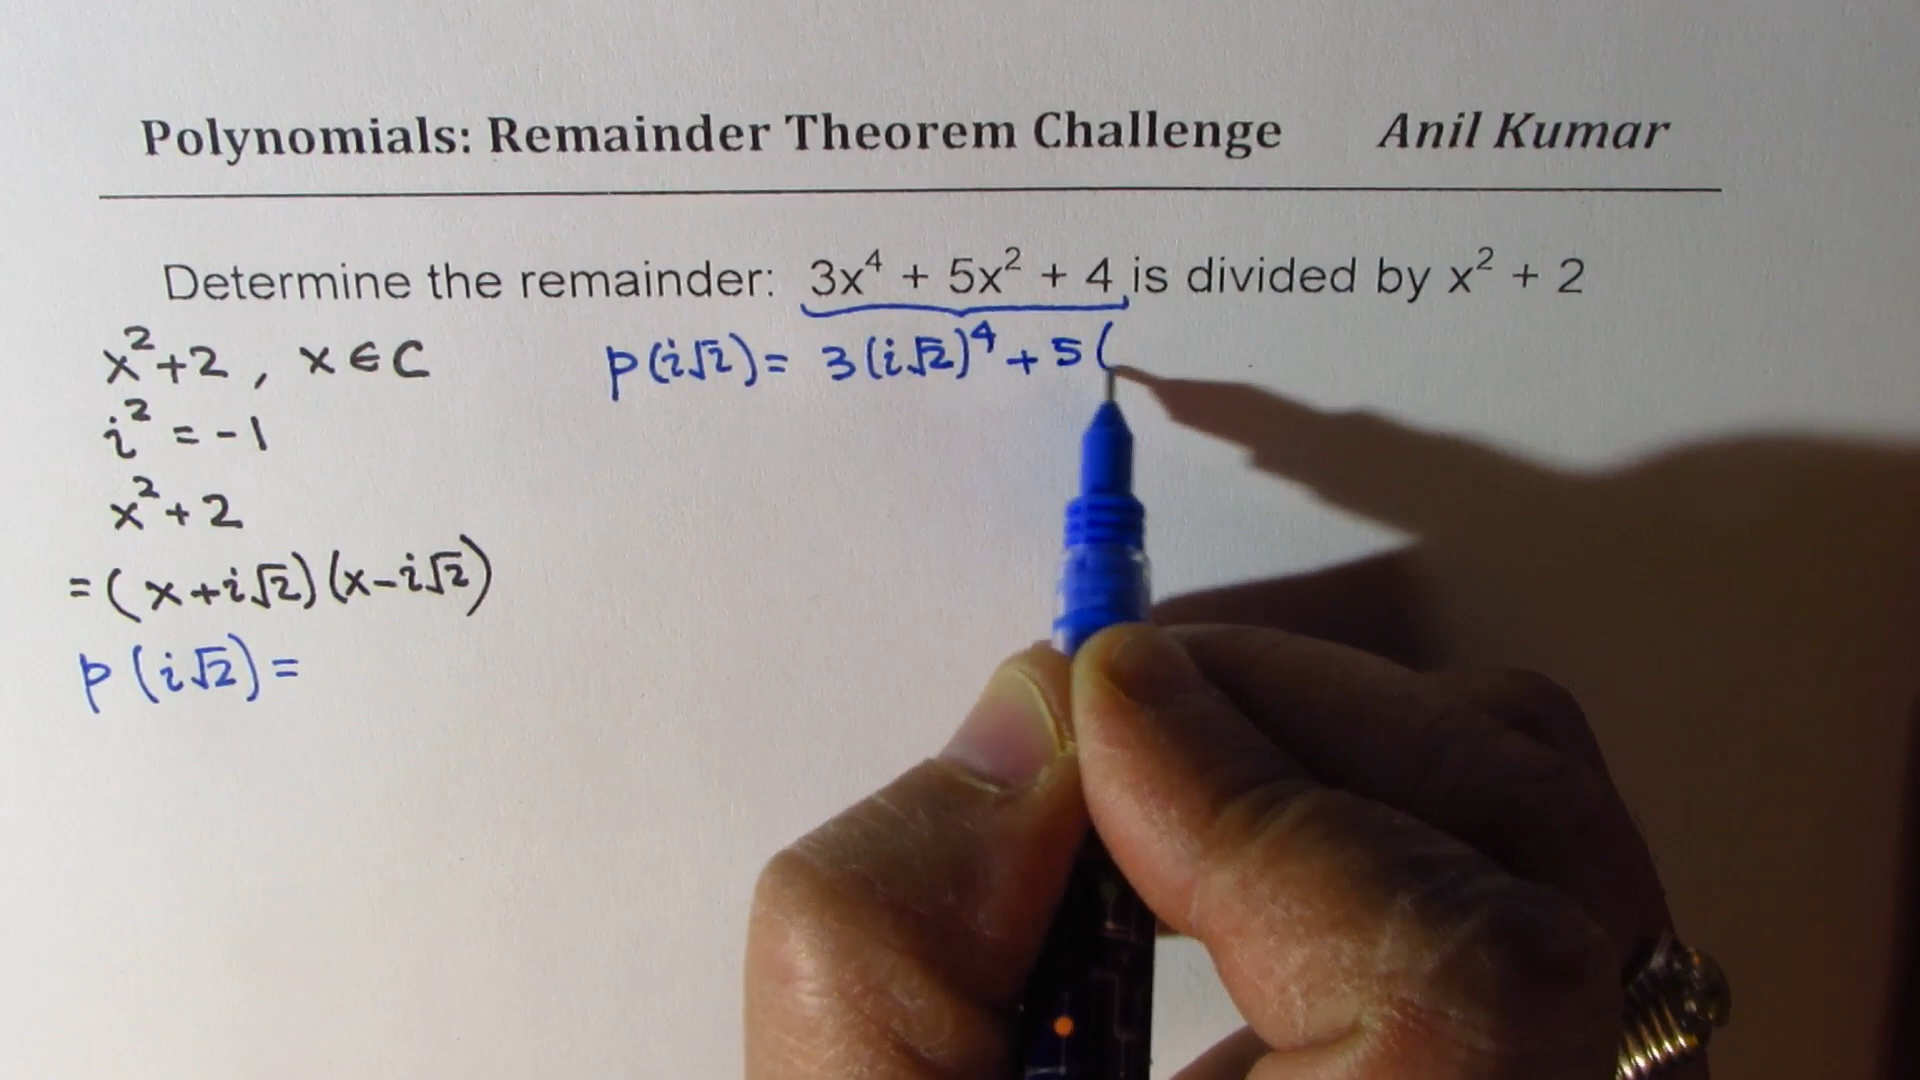 Polynomials: Remainder Theorem Challenge Anil Kumar
Determine the remainder: 3x⁴ + 5x² + 4 is divided by x² + 2
x²+2 , x ∈ C
p(i√2) = 3(i√2)⁴ + 5(
i² = -1
x² + 2
= (x+i√2)(x-i√2)
p(i√2) =